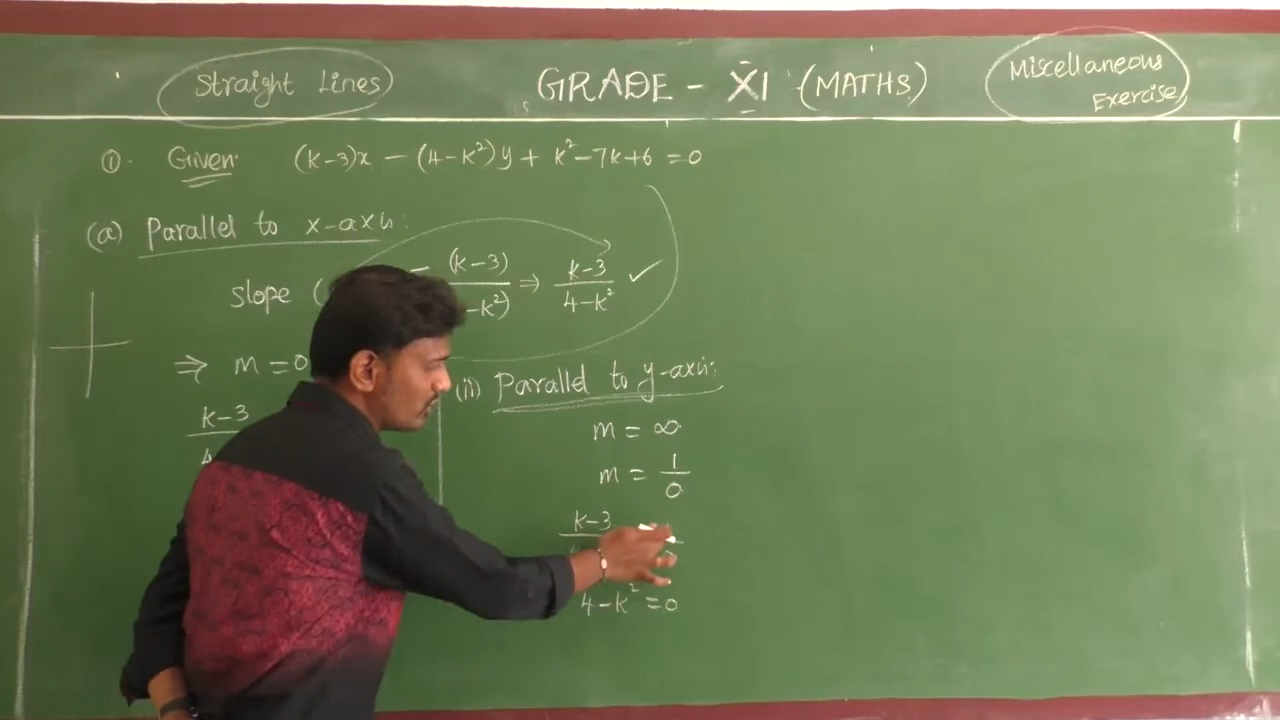 Straight Lines
GRADE - XI (MATHS)
Miscellaneous
Exercise
①. Given: (k-3)x - (4-k²)y + k²-7k+6 = 0
(a) Parallel to x-axis:
Slope ( - (k-3) / -k²) ⇒ k-3 / 4-k² ✓
⇒ m = 0
k-3
4
(ii) Parallel to y-axis:
m = ∞
m = 1/0
k-3
4-k² = 0